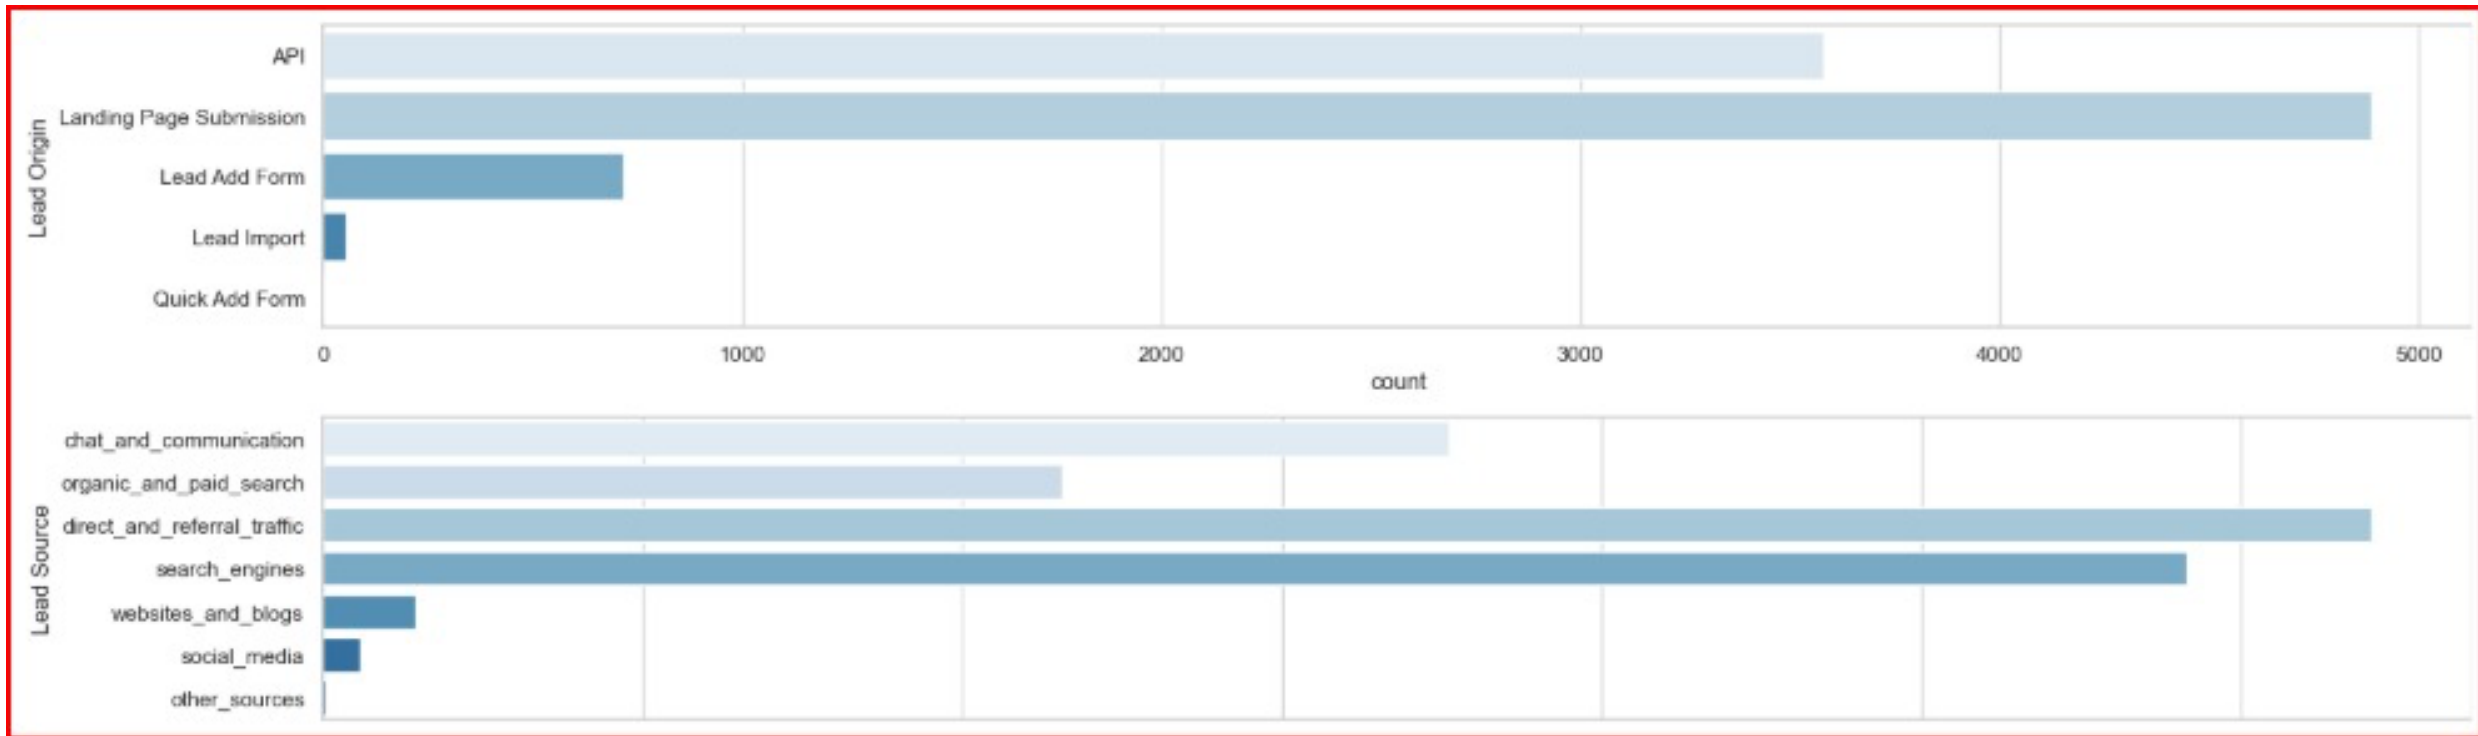 Lead Origin
API
Landing Page Submission
Lead Add Form
Lead Import
Quick Add Form
0 1000 2000 3000 4000 5000
count
Lead Source
chat_and_communication
organic_and_paid_search
direct_and_referral_traffic
search_engines
websites_and_blogs
social_media
other_sources